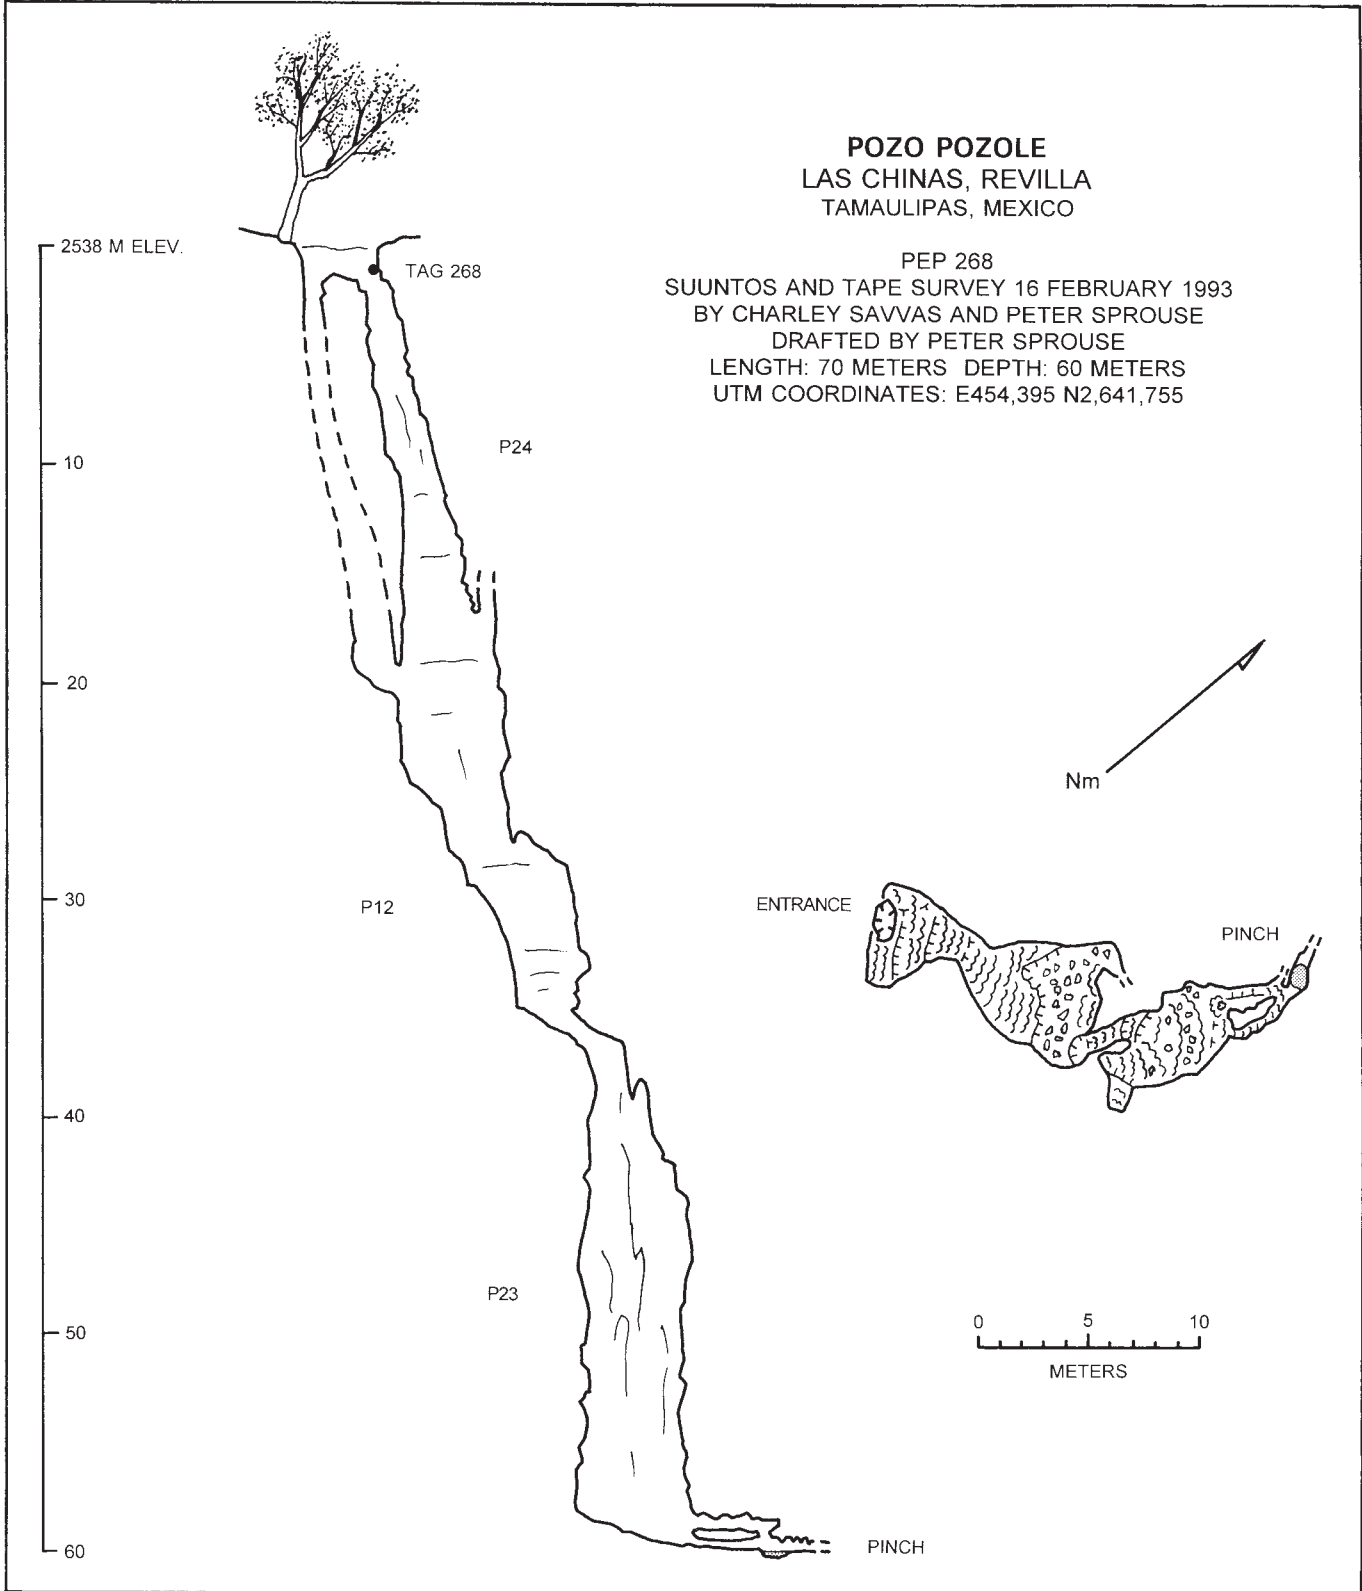 POZO POZOLE
LAS CHINAS, REVILLA
TAMAULIPAS, MEXICO
PEP 268
SUUNTOS AND TAPE SURVEY 16 FEBRUARY 1993
BY CHARLEY SAVVAS AND PETER SPROUSE
DRAFTED BY PETER SPROUSE
LENGTH: 70 METERS DEPTH: 60 METERS
UTM COORDINATES: E454,395 N2,641,755
2538 M ELEV.
TAG 268
P24
10
20
Nm
30
P12
ENTRANCE
PINCH
40
P23
50
0 5 10
METERS
60
PINCH